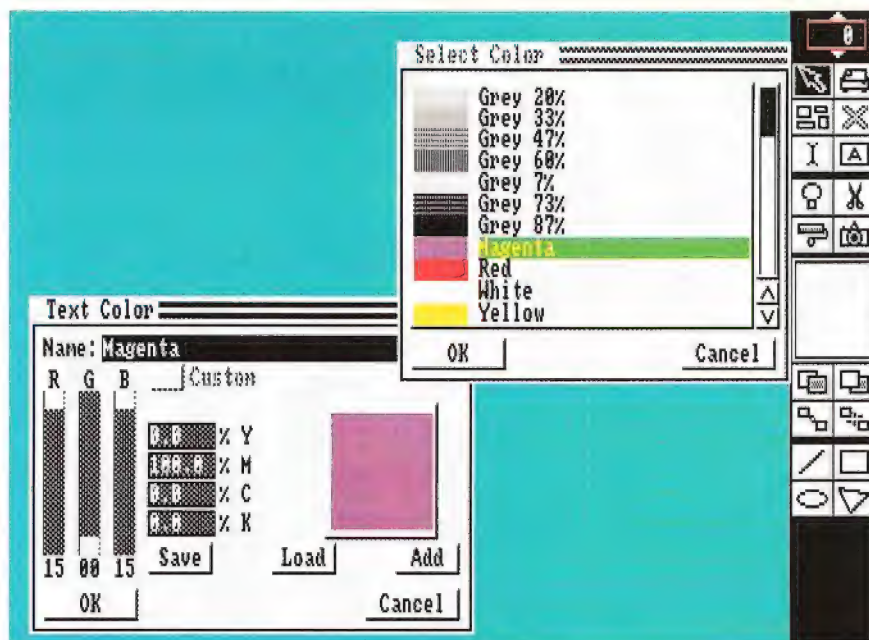 Select Color
Grey 20%
Grey 33%
Grey 47%
Grey 60%
Grey 7%
Grey 73%
Grey 87%
Magenta
Red
White
Yellow
OK
Cancel
0
A
Text Color
Name: Magenta
R G B
Custom
0.0 % Y
100.0 % M
0.0 % C
0.0 % K
15 00 15
Save
Load
Add
OK
Cancel